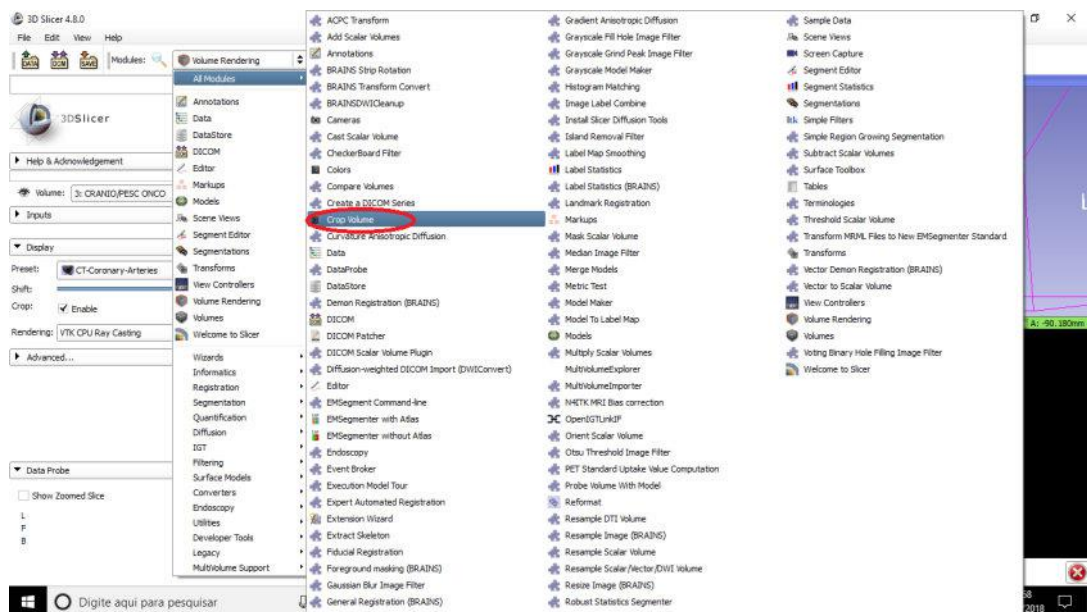 3D Slicer 4.8.0
File Edit View Help
DATA DCM SAVE Modules: Volume Rendering
3DSlicer
Help & Acknowledgement
Volume: 3: CRANIO/PESC ONCO
Inputs
Display
Preset: CT-Coronary-Arteries
Shift:
Crop: Enable
Rendering: VTK CPU Ray Casting
Advanced...
Data Probe
Show Zoomed Slice
L
F
B
All Modules
Annotations
Data
DataStore
DICOM
Editor
Markups
Models
Scene Views
Segment Editor
Segmentations
Transforms
View Controllers
Volume Rendering
Volumes
Welcome to Slicer
Wizards
Informatics
Registration
Segmentation
Quantification
Diffusion
IGT
Filtering
Surface Models
Converters
Endoscopy
Utilities
Developer Tools
Legacy
MultiVolume Support
ACPC Transform
Add Scalar Volumes
Annotations
BRAINS Strip Rotation
BRAINS Transform Convert
BRAINSDWICleanup
Cameras
Cast Scalar Volume
CheckerBoard Filter
Colors
Compare Volumes
Create a DICOM Series
Crop Volume
Curvature Anisotropic Diffusion
Data
DataProbe
DataStore
Demon Registration (BRAINS)
DICOM
DICOM Patcher
DICOM Scalar Volume Plugin
Diffusion-weighted DICOM Import (DWIConvert)
Editor
EMSegment Command-line
EMSegmenter with Atlas
EMSegmenter without Atlas
Endoscopy
Event Broker
Execution Model Tour
Expert Automated Registration
Extension Wizard
Extract Skeleton
Fiducial Registration
Foreground masking (BRAINS)
Gaussian Blur Image Filter
General Registration (BRAINS)
Gradient Anisotropic Diffusion
Grayscale Fill Hole Image Filter
Grayscale Grind Peak Image Filter
Grayscale Model Maker
Histogram Matching
Image Label Combine
Install Slicer Diffusion Tools
Island Removal Filter
Label Map Smoothing
Label Statistics
Label Statistics (BRAINS)
Landmark Registration
Markups
Mask Scalar Volume
Median Image Filter
Merge Models
Metric Test
Model Maker
Model To Label Map
Models
Multiply Scalar Volumes
MultiVolumeExplorer
MultiVolumeImporter
N4ITK MRI Bias correction
OpenIGTLinkIF
Orient Scalar Volume
Otsu Threshold Image Filter
PET Standard Uptake Value Computation
Probe Volume With Model
Reformat
Resample DTI Volume
Resample Image (BRAINS)
Resample Scalar Volume
Resample Scalar/Vector/DWI Volume
Resize Image (BRAINS)
Robust Statistics Segmenter
Sample Data
Scene Views
Screen Capture
Segment Editor
Segment Statistics
Segmentations
Simple Filters
Simple Region Growing Segmentation
Subtract Scalar Volumes
Surface Toolbox
Tables
Terminologies
Threshold Scalar Volume
Transform MRML Files to New EMSegmenter Standard
Transforms
Vector Demon Registration (BRAINS)
Vector to Scalar Volume
View Controllers
Volume Rendering
Volumes
Voting Binary Hole Filling Image Filter
Welcome to Slicer
L
A: -90.180mm
Digite aqui para pesquisar
58
2018